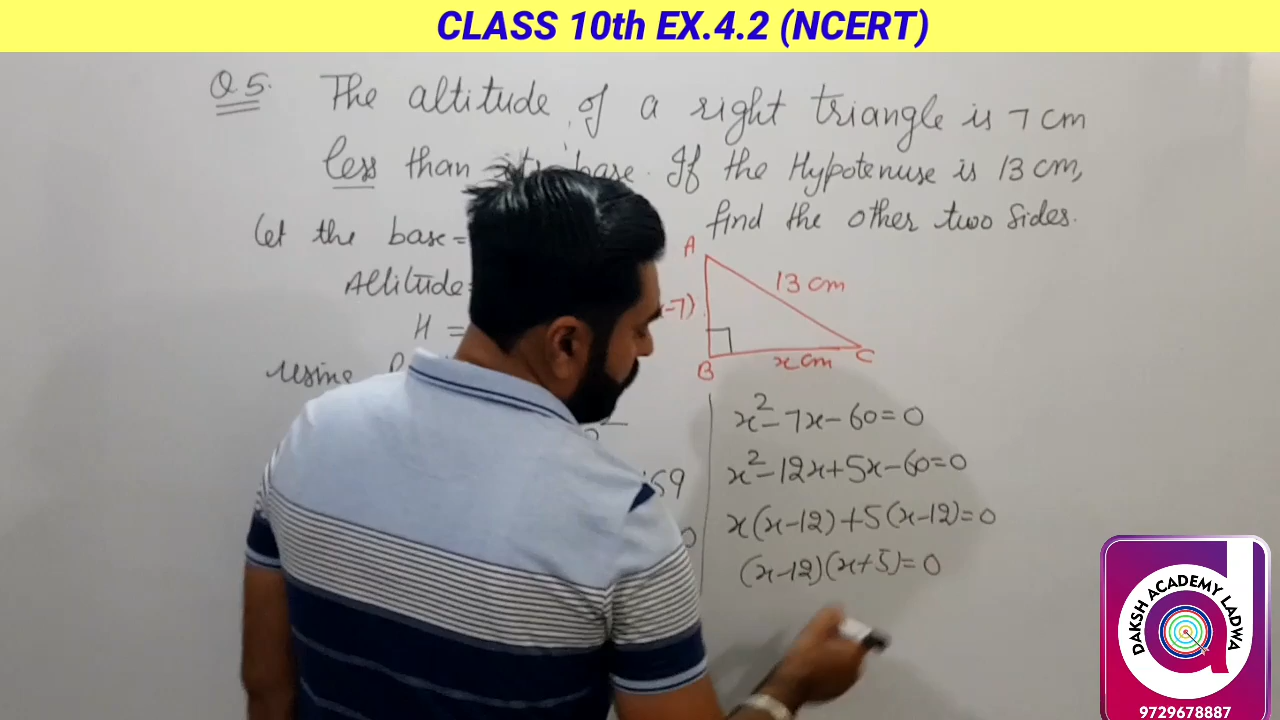 CLASS 10th EX.4.2 (NCERT)
Q5. The altitude of a right triangle is 7 cm
less than its base. If the Hypotenuse is 13 cm,
find the other two sides.
Let the base=
Altitude=
H =
using
A
13 cm
-7)
B
x cm
C
59
0
x²-7x-60=0
x²-12x+5x-60=0
x(x-12)+5(x-12)=0
(x-12)(x+5)=0
DAKSH ACADEMY LADWA
9729678887